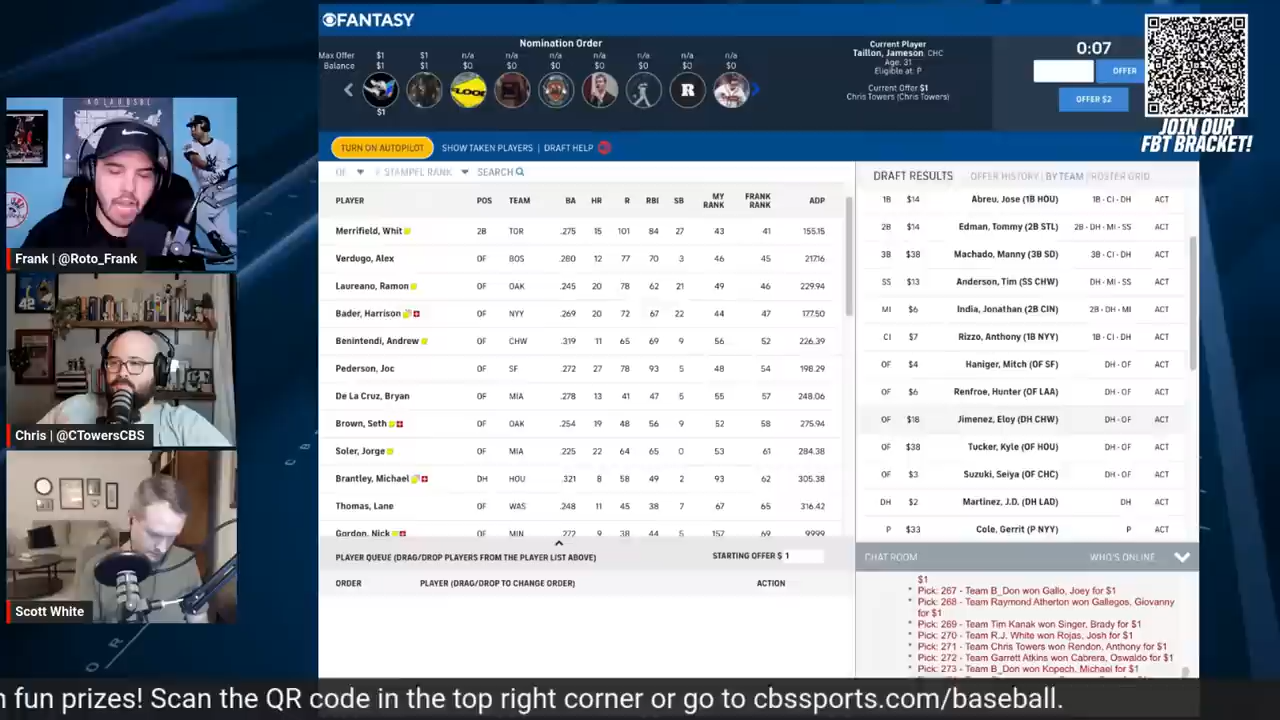 FANTASY
Nomination Order
Max Offer $1 $1 n/a n/a n/a n/a n/a n/a n/a
Balance $1 $1 $0 $0 $0 $0 $0 $0 $0
$1
Current Player
Taillon, Jameson, CHC
Age: 31
Eligible at: P
Current Offer $1
Chris Towers (Chris Towers)
0:07
OFFER
OFFER $2
JOIN OUR
FBT BRACKET!
TURN ON AUTOPILOT SHOW TAKEN PLAYERS | DRAFT HELP
OF STAMPFL RANK SEARCH
PLAYER POS TEAM BA HR R RBI SB MY RANK FRANK RANK ADP
Merrifield, Whit 2B TOR .275 15 101 84 27 43 41 155.15
Verdugo, Alex OF BOS .280 12 77 70 3 46 45 217.16
Laureano, Ramon OF OAK .245 20 78 62 21 49 46 229.94
Bader, Harrison OF NYY .269 20 72 67 22 44 47 177.50
Benintendi, Andrew OF CHW .319 11 65 69 9 56 52 226.39
Pederson, Joc OF SF .272 27 78 93 5 48 54 198.29
De La Cruz, Bryan OF MIA .278 13 41 47 5 55 57 248.06
Brown, Seth OF OAK .254 19 48 56 9 52 58 275.94
Soler, Jorge OF MIA .225 22 64 65 0 53 61 284.38
Brantley, Michael DH HOU .321 8 58 49 2 93 62 305.38
Thomas, Lane OF WAS .248 11 45 38 7 67 65 316.42
Gordon, Nick OF MIN .272 9 38 44 5 157 69 9999
PLAYER QUEUE (DRAG/DROP PLAYERS FROM THE PLAYER LIST ABOVE) STARTING OFFER $ 1
ORDER PLAYER (DRAG/DROP TO CHANGE ORDER) ACTION
DRAFT RESULTS OFFER HISTORY | BY TEAM | ROSTER GRID
1B $14 Abreu, Jose (1B HOU) 1B - CI - DH ACT
2B $14 Edman, Tommy (2B STL) 2B - DH - MI - SS ACT
3B $38 Machado, Manny (3B SD) 3B - CI - DH ACT
SS $13 Anderson, Tim (SS CHW) DH - MI - SS ACT
MI $6 India, Jonathan (2B CIN) 2B - DH - MI ACT
CI $7 Rizzo, Anthony (1B NYY) 1B - CI - DH ACT
OF $4 Haniger, Mitch (OF SF) DH - OF ACT
OF $6 Renfroe, Hunter (OF LAA) DH - OF ACT
OF $18 Jimenez, Eloy (DH CHW) DH - OF ACT
OF $38 Tucker, Kyle (OF HOU) DH - OF ACT
OF $3 Suzuki, Seiya (OF CHC) DH - OF ACT
DH $2 Martinez, J.D. (DH LAD) DH ACT
P $33 Cole, Gerrit (P NYY) P ACT
CHAT ROOM WHO'S ONLINE
$1
* Pick: 267 - Team B_Don won Gallo, Joey for $1
* Pick: 268 - Team Raymond Atherton won Gallegos, Giovanny
for $1
* Pick: 269 - Team Tim Kanak won Singer, Brady for $1
* Pick: 270 - Team R.J. White won Rojas, Josh for $1
* Pick: 271 - Team Chris Towers won Rendon, Anthony for $1
* Pick: 272 - Team Garrett Atkins won Cabrera, Oswaldo for $1
* Pick: 273 - Team B_Don won Kopech, Michael for $1
Frank | @Roto_Frank
Chris | @CTowersCBS
Scott White
n fun prizes! Scan the QR code in the top right corner or go to cbssports.com/baseball.